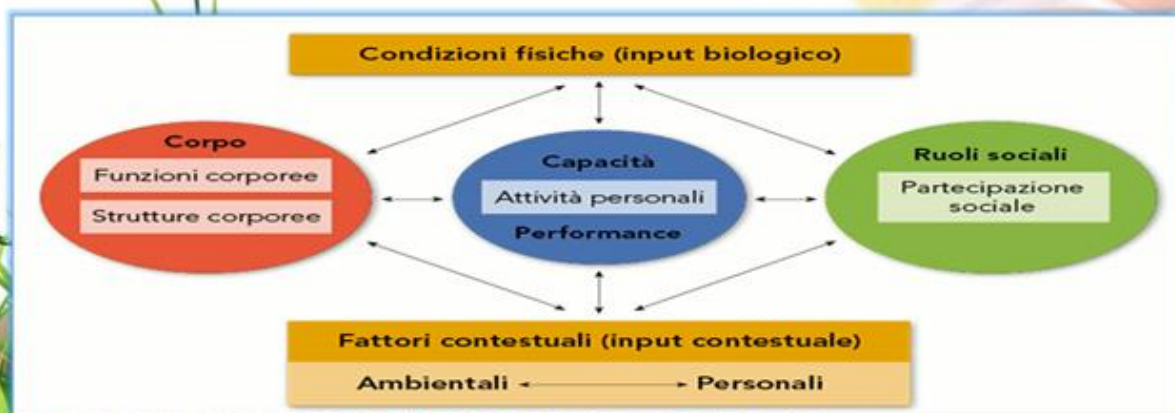 Condizioni fisiche (input biologico)
Corpo
Funzioni corporee
Strutture corporee
Capacità
Attività personali
Performance
Ruoli sociali
Partecipazione
sociale
Fattori contestuali (input contestuale)
Ambientali Personali